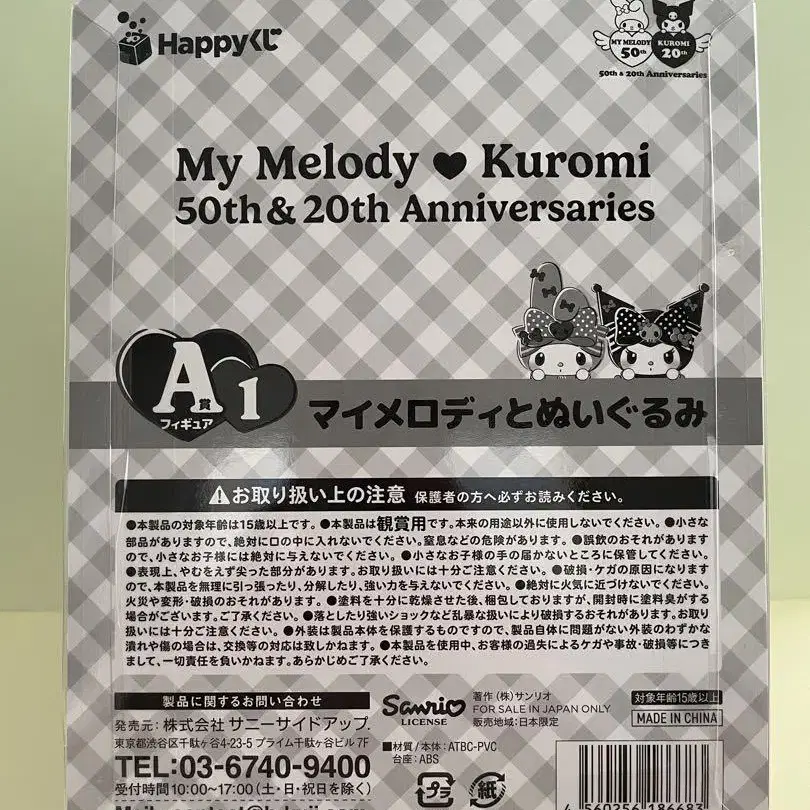 Happyくじ
MY MELODY 50th KUROMI 20th
50th & 20th Anniversaries
My Melody ♥ Kuromi
50th & 20th Anniversaries
A賞 1
フィギュア
マイメロディとぬいぐるみ
⚠お取り扱い上の注意 保護者の方へ必ずお読みください。
●本製品の対象年齢は15歳以上です。●本製品は観賞用です。本来の用途以外に使用しないでください。●小さな
部品がありますので、絶対に口の中に入れないでください。窒息などの危険があります。●誤飲のおそれがあります
ので、小さなお子様には絶対に与えないでください。●小さなお子様の手の届かないところに保管してください。
●表現上、やむをえず尖った部分があります。お取り扱いには十分ご注意ください。●破損・ケガの原因になります
ので、本製品を無理に引っ張ったり、分解したり、強い力を与えないでください。●絶対に火気に近づけないでください。
火災や変形・破損のおそれがあります。●塗料を十分に乾燥させた後、梱包しておりますが、開封時に塗料臭がする
場合がございます。ご了承ください。●落としたり強いショックなど乱暴な扱いにより破損するおそれがあります。お取り
扱いには十分ご注意ください。●外装は製品本体を保護するものですので、製品自体に問題がない外装のわずかな
潰れや傷の場合は、交換等の対応は致しかねます。●本製品を使用中、お客様の過失によるケガや事故・破損等につき
まして、一切責任を負いかねます。あらかじめご了承ください。
製品に関するお問い合わせ
発売元:株式会社 サニーサイドアップ
東京都渋谷区千駄ヶ谷4-23-5 プライム千駄ヶ谷ビル 7F
TEL:03-6740-9400
受付時間10:00~17:00(土・日・祝日を除く)
Sanrio
LICENSE
著作(株)サンリオ
FOR SALE IN JAPAN ONLY
販売地域:日本限定
対象年齢15歳以上
MADE IN CHINA
■材質/本体:ATBC-PVC
台座:ABS
プラ
紙
4 560256 486683